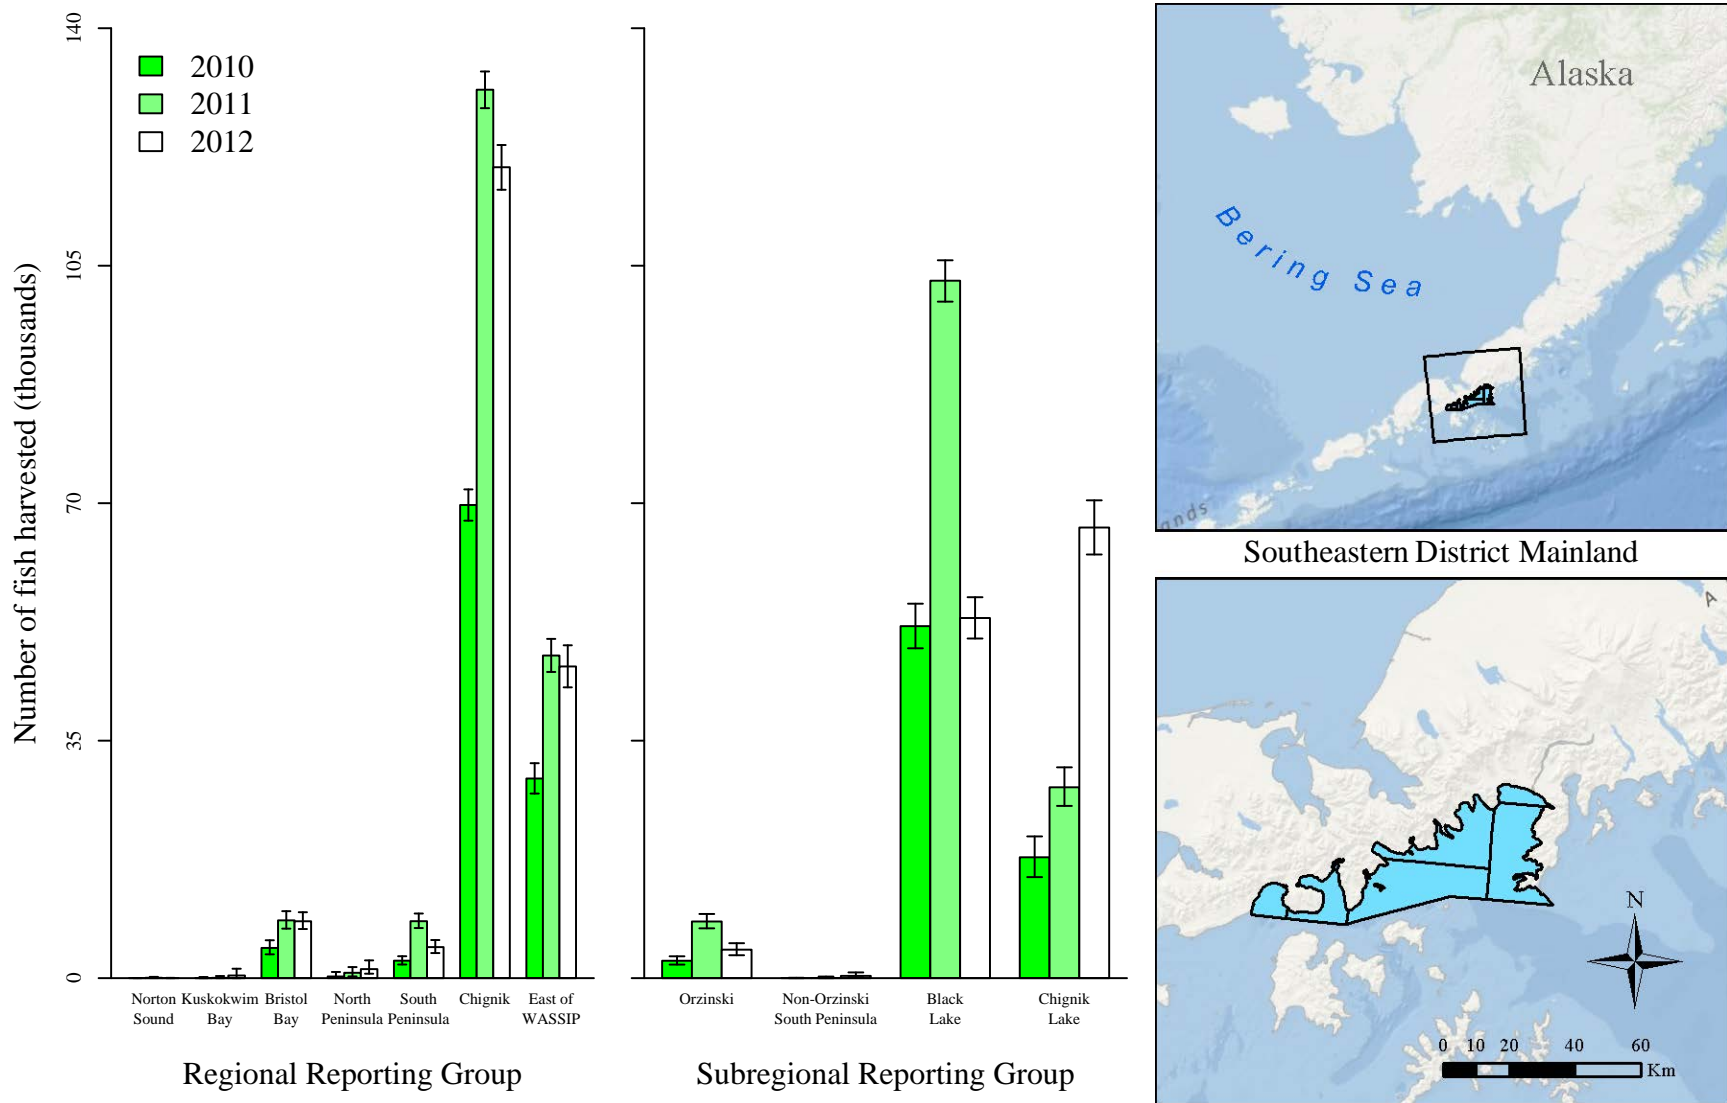 140
105
70
35
0
Number of fish harvested (thousands)
2010
2011
2012
Norton Sound
Kuskokwim Bay
Bristol Bay
North Peninsula
South Peninsula
Chignik
East of WASSIP
Regional Reporting Group
Orzinski
Non-Orzinski South Peninsula
Black Lake
Chignik Lake
Subregional Reporting Group
Alaska
Bering Sea
ands
Southeastern District Mainland
A
N
0 10 20 40 60
Km